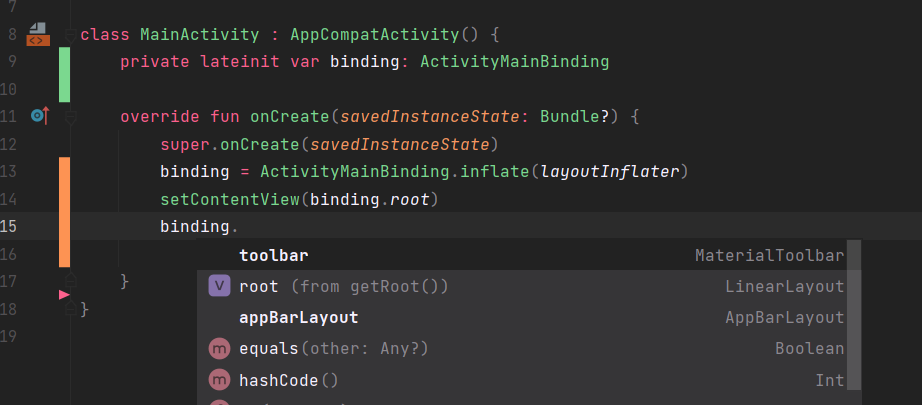 7
8 class MainActivity : AppCompatActivity() {
9 private lateinit var binding: ActivityMainBinding
10
11 override fun onCreate(savedInstanceState: Bundle?) {
12 super.onCreate(savedInstanceState)
13 binding = ActivityMainBinding.inflate(layoutInflater)
14 setContentView(binding.root)
15 binding.
16 toolbar MaterialToolbar
17 } V root (from getRoot()) LinearLayout
18 } appBarLayout AppBarLayout
19 m equals(other: Any?) Boolean
m hashCode() Int